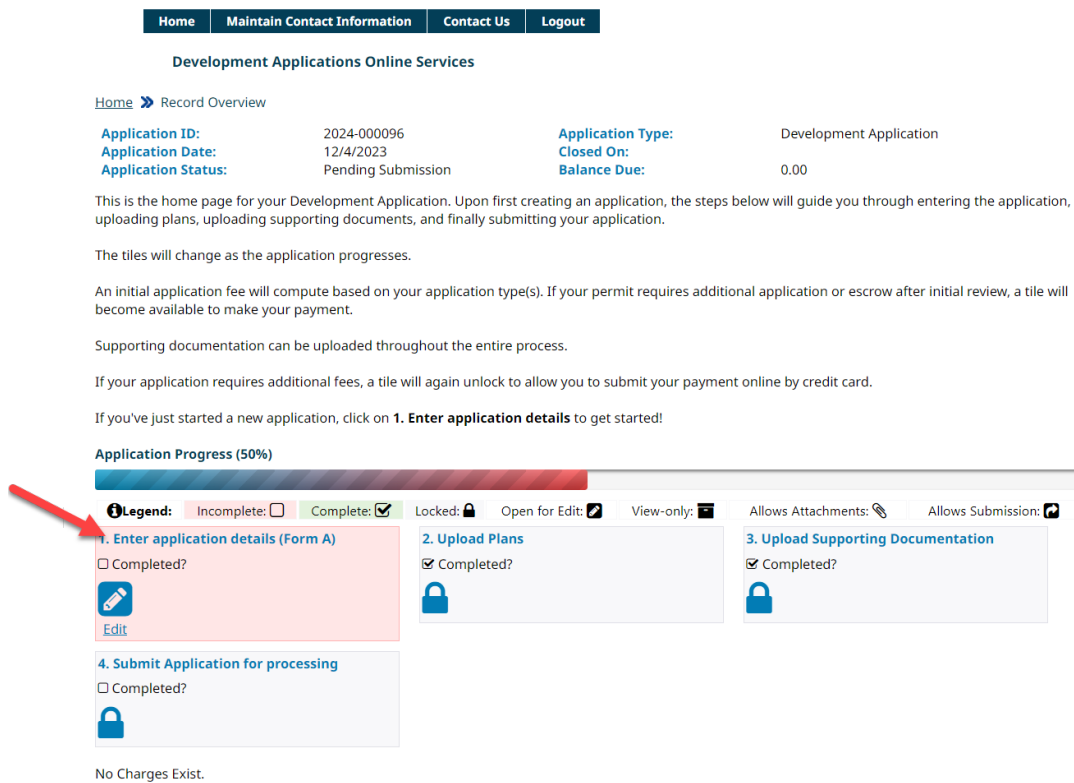 Home Maintain Contact Information Contact Us Logout
Development Applications Online Services
Home Record Overview
Application ID: 2024-000096 Application Type: Development Application
Application Date: 12/4/2023 Closed On:
Application Status: Pending Submission Balance Due: 0.00
This is the home page for your Development Application. Upon first creating an application, the steps below will guide you through entering the application,
uploading plans, uploading supporting documents, and finally submitting your application.
The tiles will change as the application progresses.
An initial application fee will compute based on your application type(s). If your permit requires additional application or escrow after initial review, a tile will
become available to make your payment.
Supporting documentation can be uploaded throughout the entire process.
If your application requires additional fees, a tile will again unlock to allow you to submit your payment online by credit card.
If you've just started a new application, click on 1. Enter application details to get started!
Application Progress (50%)
Legend: Incomplete: Complete: Locked: Open for Edit: View-only: Allows Attachments: Allows Submission:
1. Enter application details (Form A) 2. Upload Plans 3. Upload Supporting Documentation
Completed? Completed? Completed?
Edit
4. Submit Application for processing
Completed?
No Charges Exist.